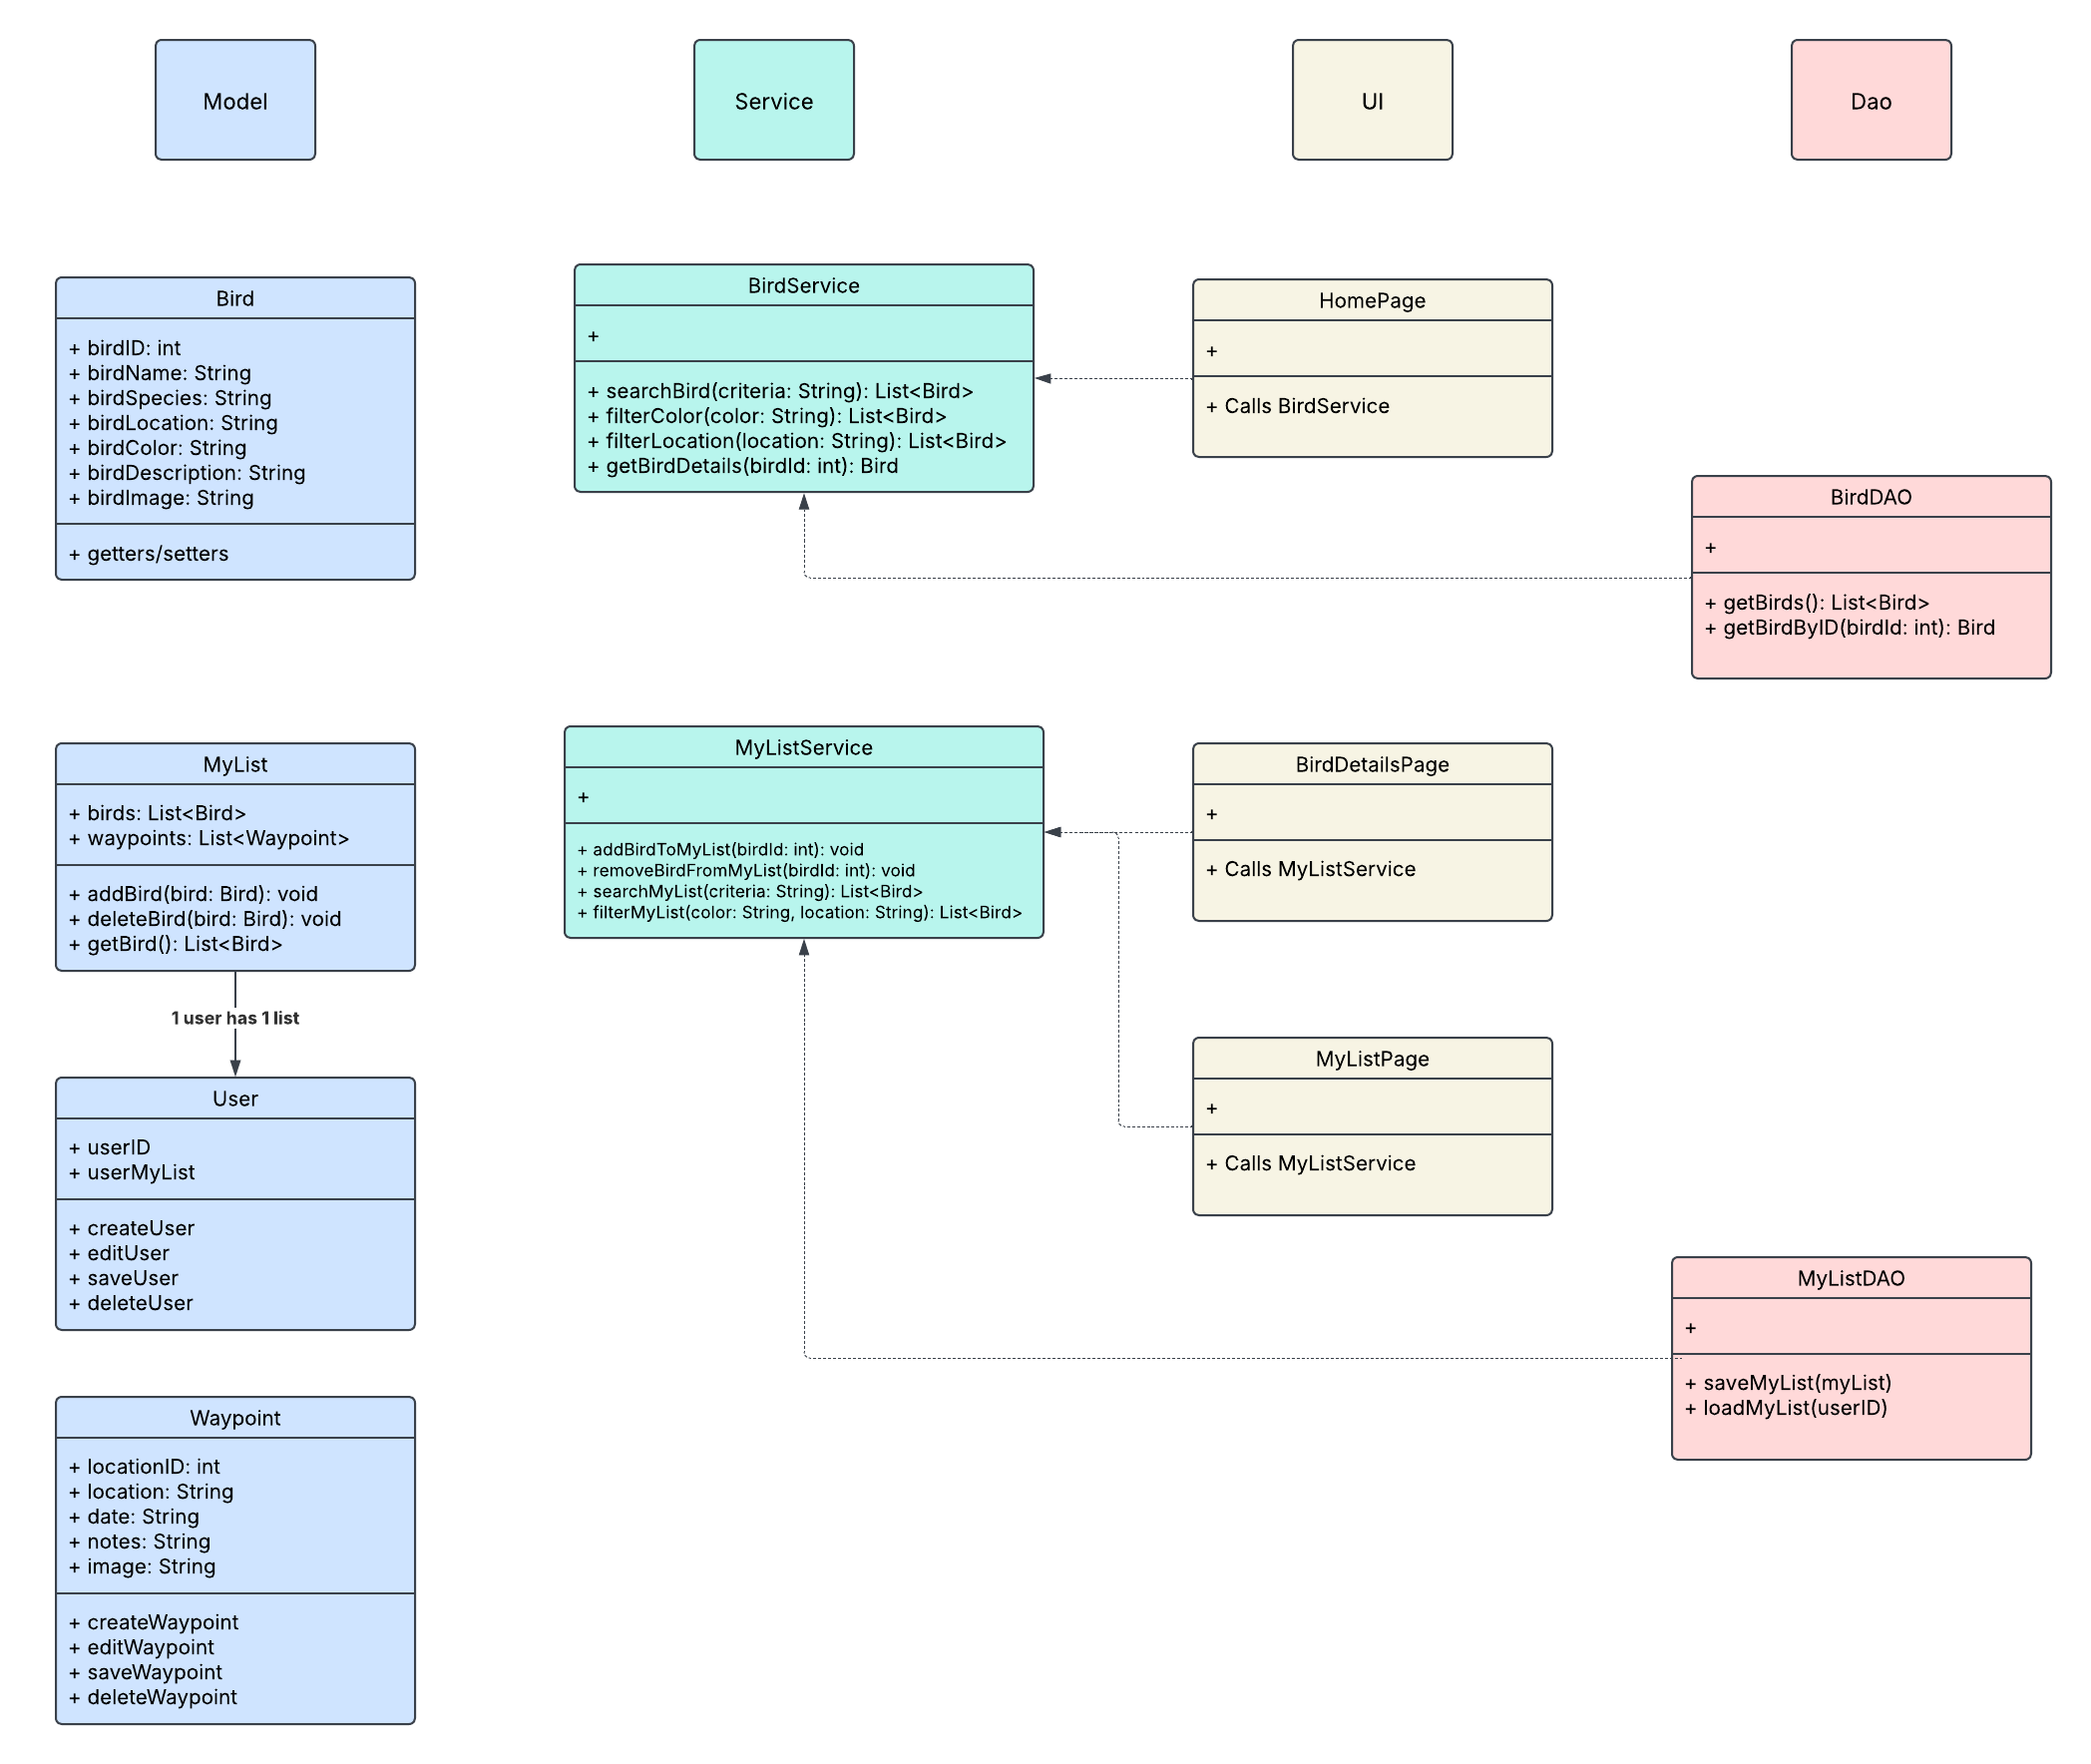 Model
Service
UI
Dao
Bird
+ birdID: int
+ birdName: String
+ birdSpecies: String
+ birdLocation: String
+ birdColor: String
+ birdDescription: String
+ birdImage: String
+ getters/setters
BirdService
+
+ searchBird(criteria: String): List<Bird>
+ filterColor(color: String): List<Bird>
+ filterLocation(location: String): List<Bird>
+ getBirdDetails(birdId: int): Bird
HomePage
+
+ Calls BirdService
BirdDAO
+
+ getBirds(): List<Bird>
+ getBirdByID(birdId: int): Bird
MyList
+ birds: List<Bird>
+ waypoints: List<Waypoint>
+ addBird(bird: Bird): void
+ deleteBird(bird: Bird): void
+ getBird(): List<Bird>
1 user has 1 list
MyListService
+
+ addBirdToMyList(birdId: int): void
+ removeBirdFromMyList(birdId: int): void
+ searchMyList(criteria: String): List<Bird>
+ filterMyList(color: String, location: String): List<Bird>
BirdDetailsPage
+
+ Calls MyListService
User
+ userID
+ userMyList
+ createUser
+ editUser
+ saveUser
+ deleteUser
MyListPage
+
+ Calls MyListService
MyListDAO
+
+ saveMyList(myList)
+ loadMyList(userID)
Waypoint
+ locationID: int
+ location: String
+ date: String
+ notes: String
+ image: String
+ createWaypoint
+ editWaypoint
+ saveWaypoint
+ deleteWaypoint